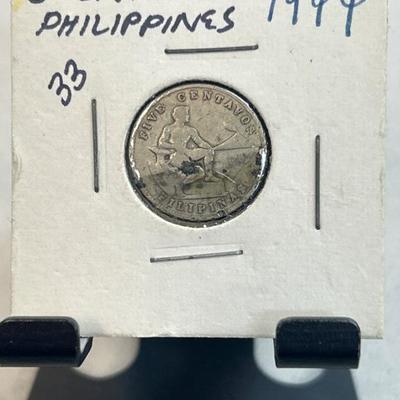 PHILIPPINES
1944
33
FIVE CENTAVOS
FILIPINAS